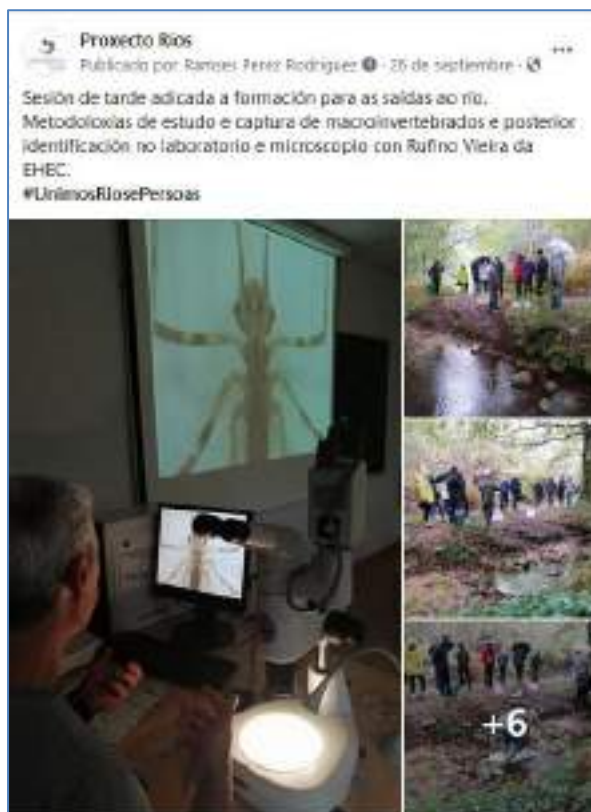 Proxecto Ríos
Publicado por Ramses Perez Rodriguez · 26 de septiembre ·
Sesión de tarde adicada a formación para as saídas ao río.
Metodoloxías de estudo e captura de macroinvertebrados e posterior
identificación no laboratorio e microscopio con Rufino Vieira da
EHEC.
#UnimosRíosePersoas
+6